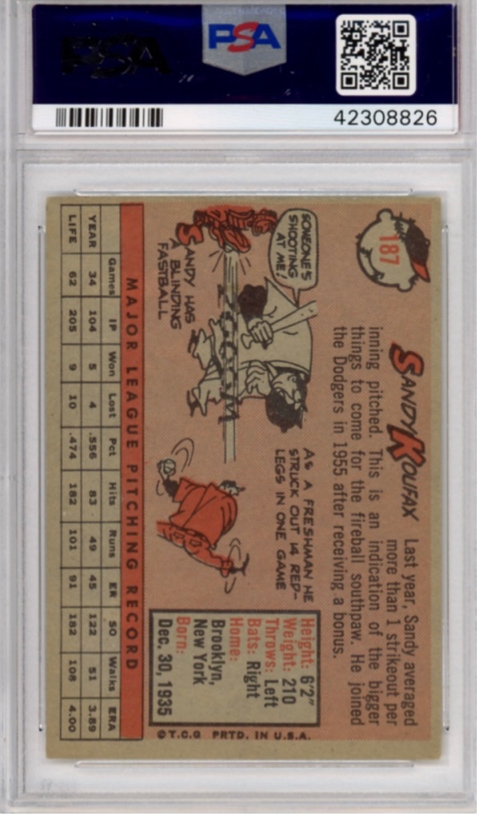 PSA
PSA
42308826
187
SANDY KOUFAX
Last year, Sandy averaged
more than 1 strikeout per
inning pitched. This is an indication of the bigger
things to come for the fireball southpaw. He joined
the Dodgers in 1955 after receiving a bonus.
SOMEONE'S
SHOOTING
AT ME!
ZOOM
SANDY HAS
A BLINDING
FASTBALL
AS A FRESHMAN HE
STRUCK OUT 14 RED-
LEGS IN ONE GAME
Height: 6'2"
Weight: 210
Throws: Left
Bats: Right
Home:
Brooklyn,
New York
Born:
Dec. 30, 1935
MAJOR LEAGUE PITCHING RECORD
Games IP Won Lost Pct Hits Runs ER SO Walks ERA
YEAR 34 104 5 4 .556 83 49 45 122 51 3.89
LIFE 62 205 9 10 .474 182 101 91 182 108 4.00
© T.C.G PRTD. IN U.S.A.